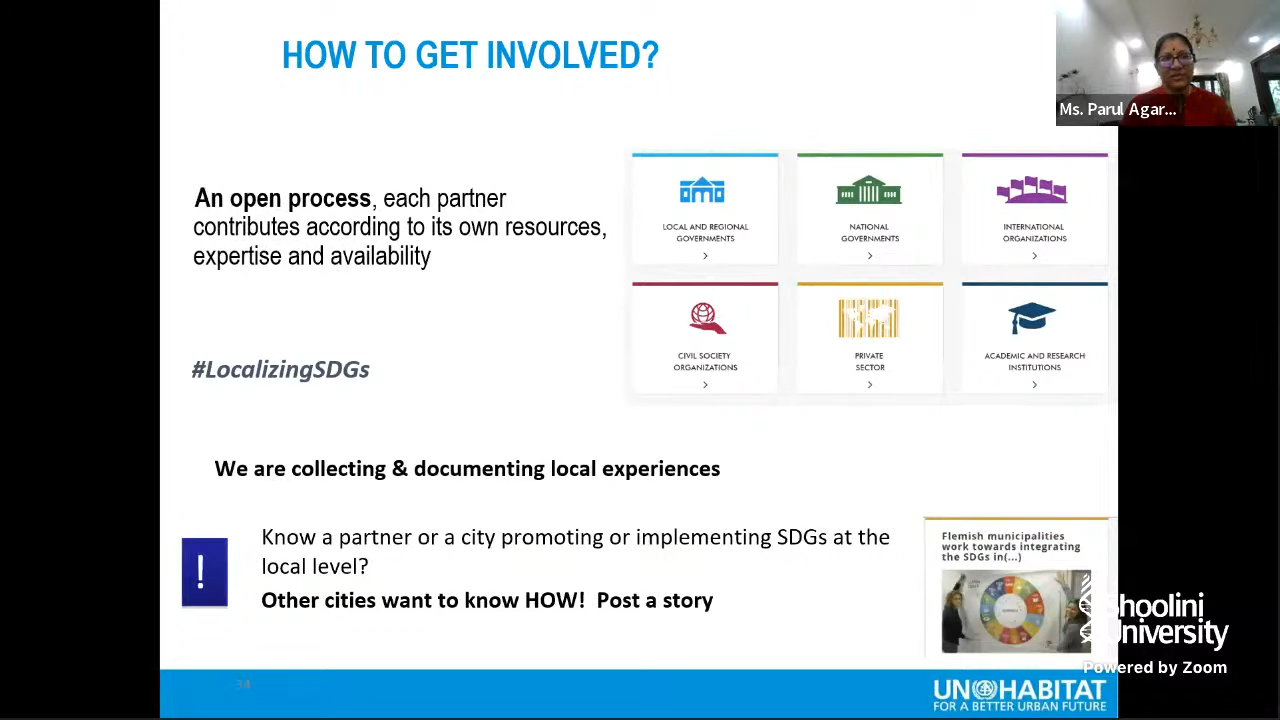 HOW TO GET INVOLVED?
Ms. Parul Agar...
An open process, each partner
contributes according to its own resources,
expertise and availability
LOCAL AND REGIONAL
GOVERNMENTS
NATIONAL
GOVERNMENTS
INTERNATIONAL
ORGANIZATIONS
CIVIL SOCIETY
ORGANIZATIONS
PRIVATE
SECTOR
ACADEMIC AND RESEARCH
INSTITUTIONS
#LocalizingSDGs
We are collecting & documenting local experiences
!
Know a partner or a city promoting or implementing SDGs at the
local level?
Other cities want to know HOW! Post a story
Flemish municipalities
work towards integrating
the SDGs in(...)
Shoolini
University
Powered by Zoom
34
UN HABITAT
FOR A BETTER URBAN FUTURE